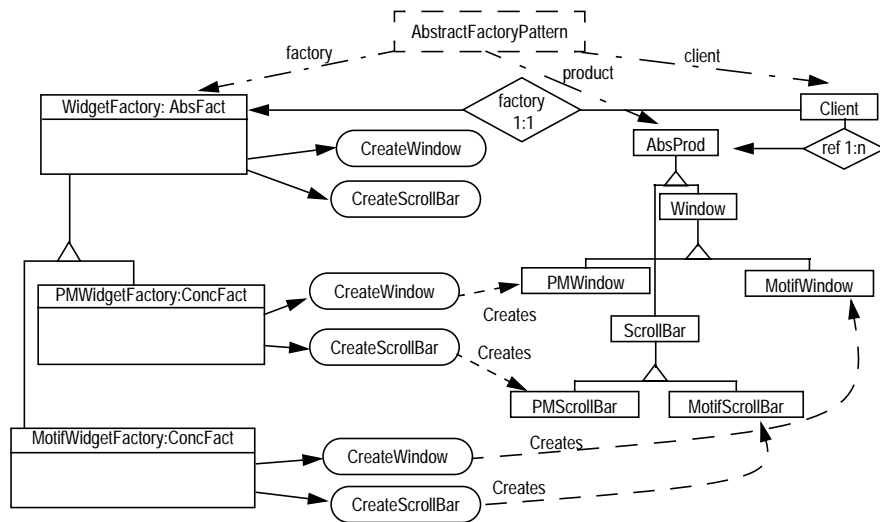 AbstractFactoryPattern
factory
client
product
WidgetFactory: AbsFact
factory
1:1
Client
CreateWindow
AbsProd
ref 1:n
CreateScrollBar
Window
PMWidgetFactory:ConcFact
CreateWindow
PMWindow
MotifWindow
Creates
CreateScrollBar
Creates
ScrollBar
PMScrollBar
MotifScrollBar
MotifWidgetFactory:ConcFact
CreateWindow
Creates
CreateScrollBar
Creates